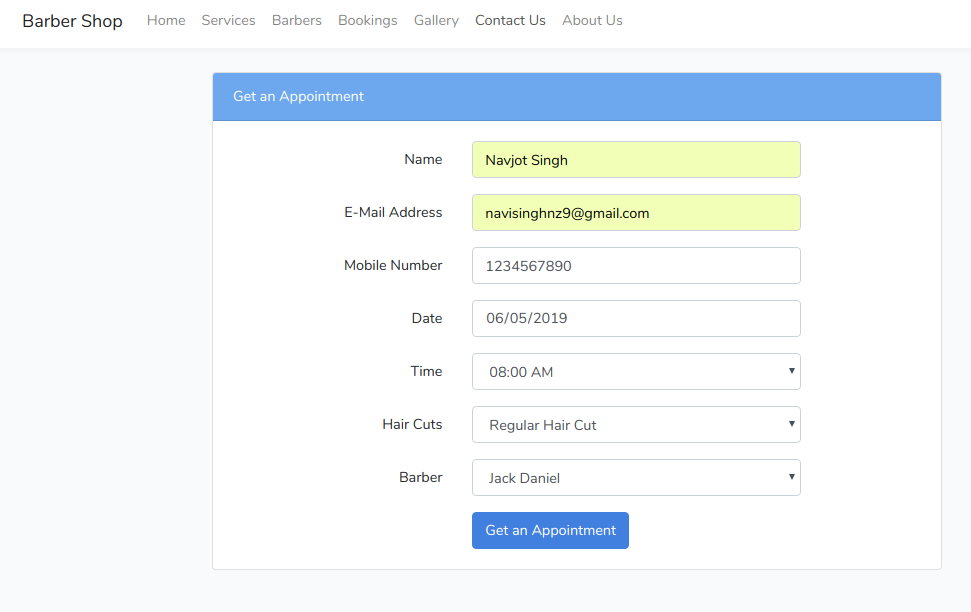 Barber Shop Home Services Barbers Bookings Gallery Contact Us About Us
Get an Appointment
Name Navjot Singh
E-Mail Address navisinghnz9@gmail.com
Mobile Number 1234567890
Date 06/05/2019
Time 08:00 AM
Hair Cuts Regular Hair Cut
Barber Jack Daniel
Get an Appointment